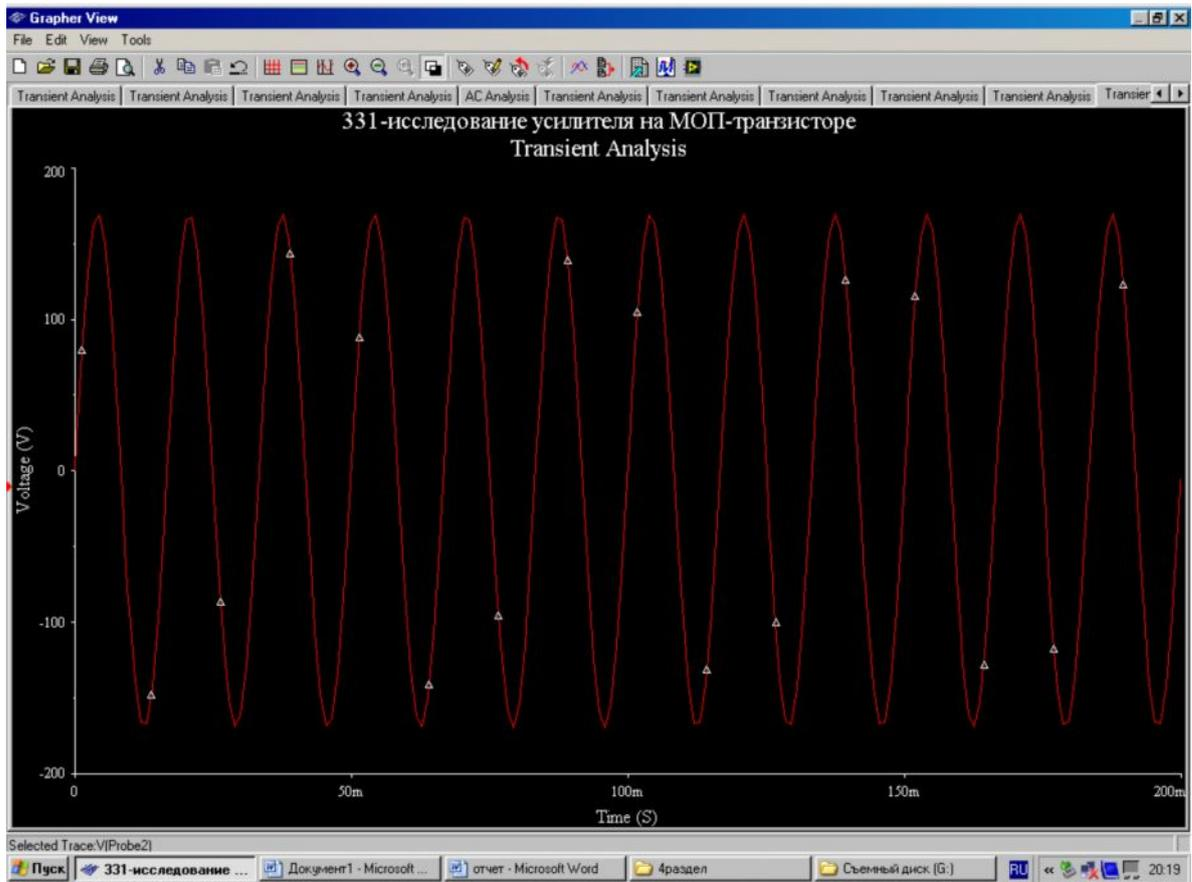 Grapher View
File Edit View Tools
Transient Analysis Transient Analysis Transient Analysis Transient Analysis AC Analysis Transient Analysis Transient Analysis Transient Analysis Transient Analysis Transient Analysis Transier
331-исследование усилителя на МОП-транзисторе
Transient Analysis
200
100
0
-100
-200
Voltage (V)
0 50m 100m 150m 200m
Time (S)
Selected Trace:V(Probe2)
Пуск 331-исследование ... Документ1 - Microsoft ... отчет - Microsoft Word 4раздел Съемный диск (G:) RU « 20:19